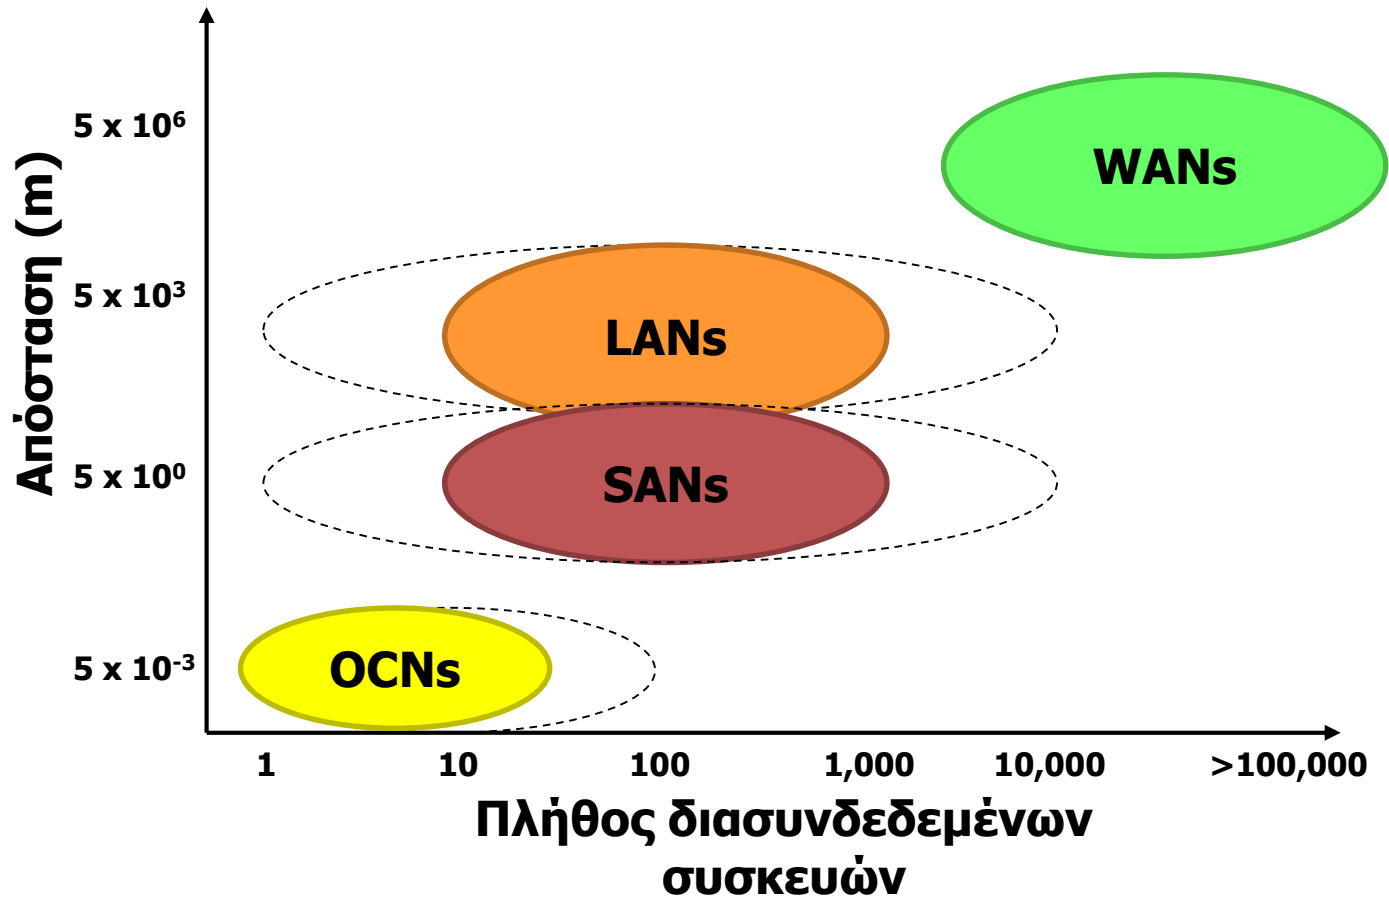 Απόσταση (m)
5 x 10⁶
5 x 10³
5 x 10⁰
5 x 10⁻³
WANs
LANs
SANs
OCNs
1 10 100 1,000 10,000 >100,000
Πλήθος διασυνδεδεμένων
συσκευών